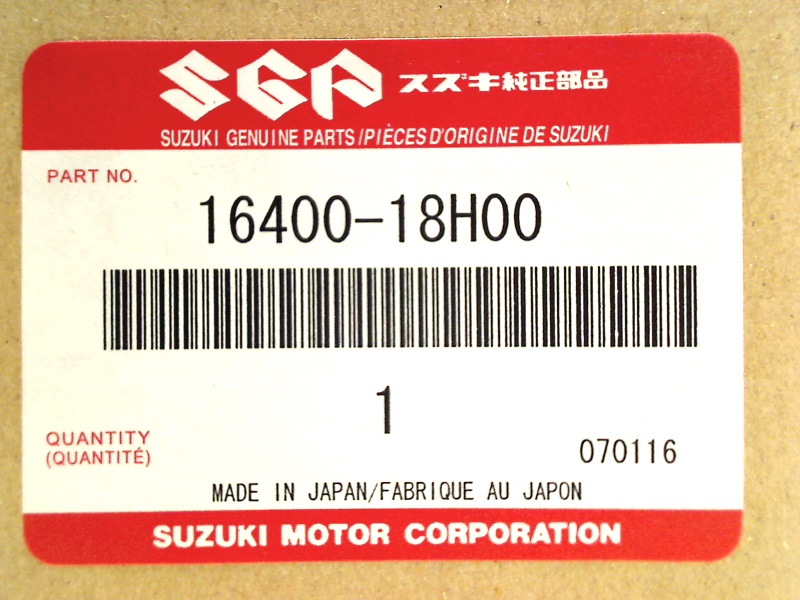 SGP スズキ純正部品
SUZUKI GENUINE PARTS/PIÈCES D'ORIGINE DE SUZUKI
PART NO.
16400-18H00
1
QUANTITY
(QUANTITÉ)
070116
MADE IN JAPAN/FABRIQUE AU JAPON
SUZUKI MOTOR CORPORATION